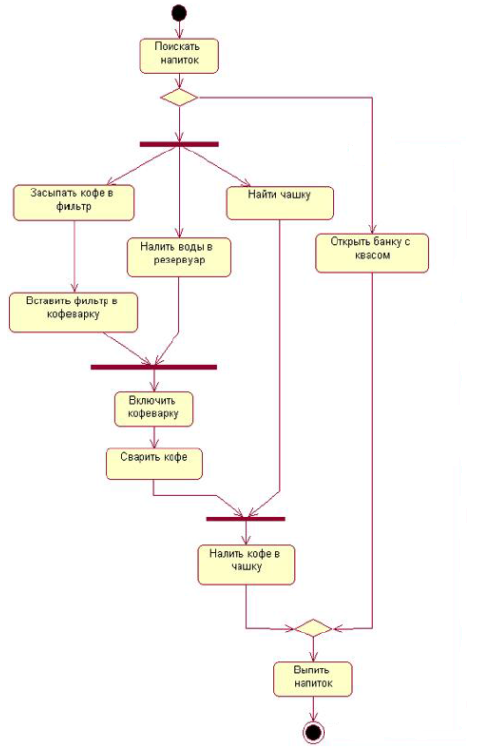 Поискать
напиток
Засыпать кофе в
фильтр
Найти чашку
Налить воды в
резервуар
Открыть банку с
квасом
Вставить фильтр в
кофеварку
Включить
кофеварку
Сварить кофе
Налить кофе в
чашку
Выпить
напиток